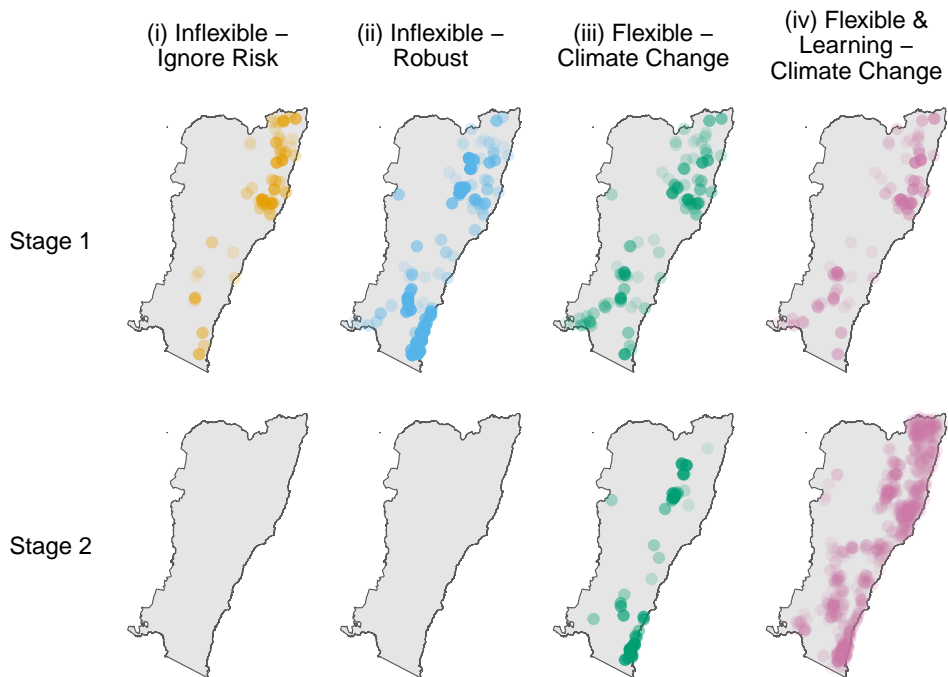 (i) Inflexible –
Ignore Risk
(ii) Inflexible –
Robust
(iii) Flexible –
Climate Change
(iv) Flexible &
Learning –
Climate Change
Stage 1
Stage 2